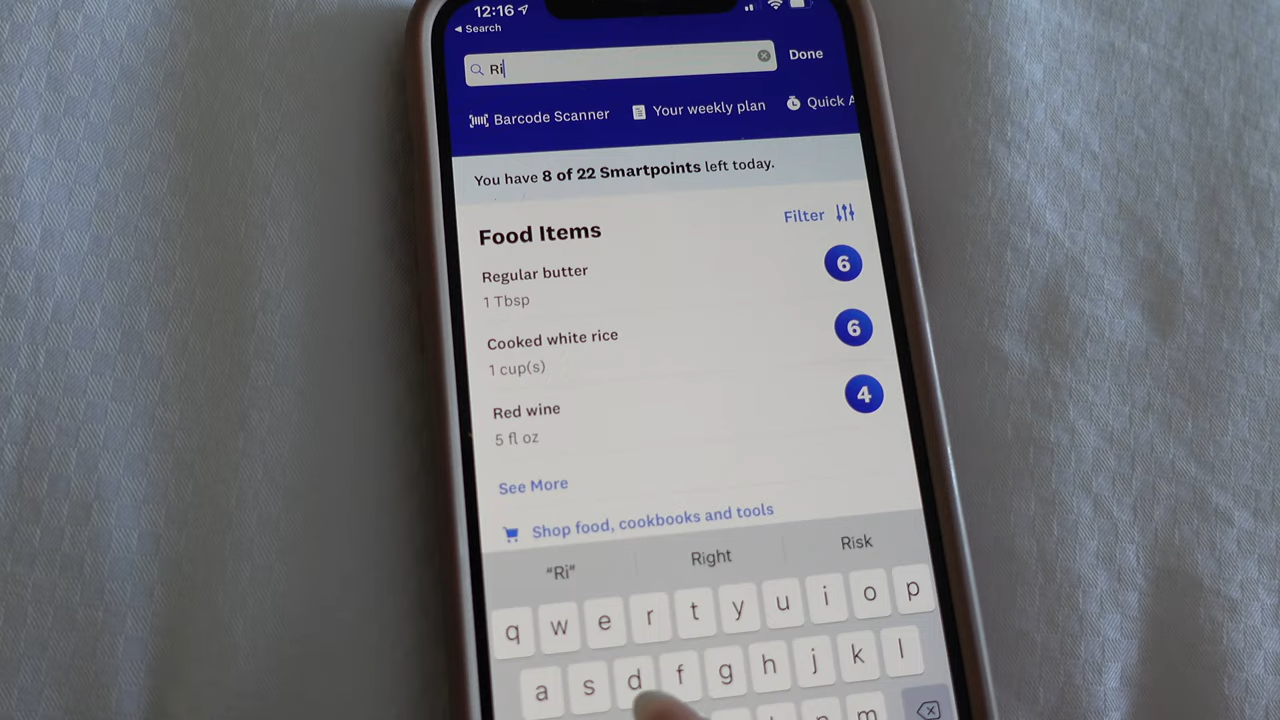 12:16
Search
Ri
Done
Barcode Scanner
Your weekly plan
Quick A
You have 8 of 22 Smartpoints left today.
Food Items
Filter
Regular butter
6
1 Tbsp
Cooked white rice
6
1 cup(s)
Red wine
4
5 fl oz
See More
Shop food, cookbooks and tools
“Ri”
Right
Risk
q w e r t y u i o p
a s d f g h j k l
n m